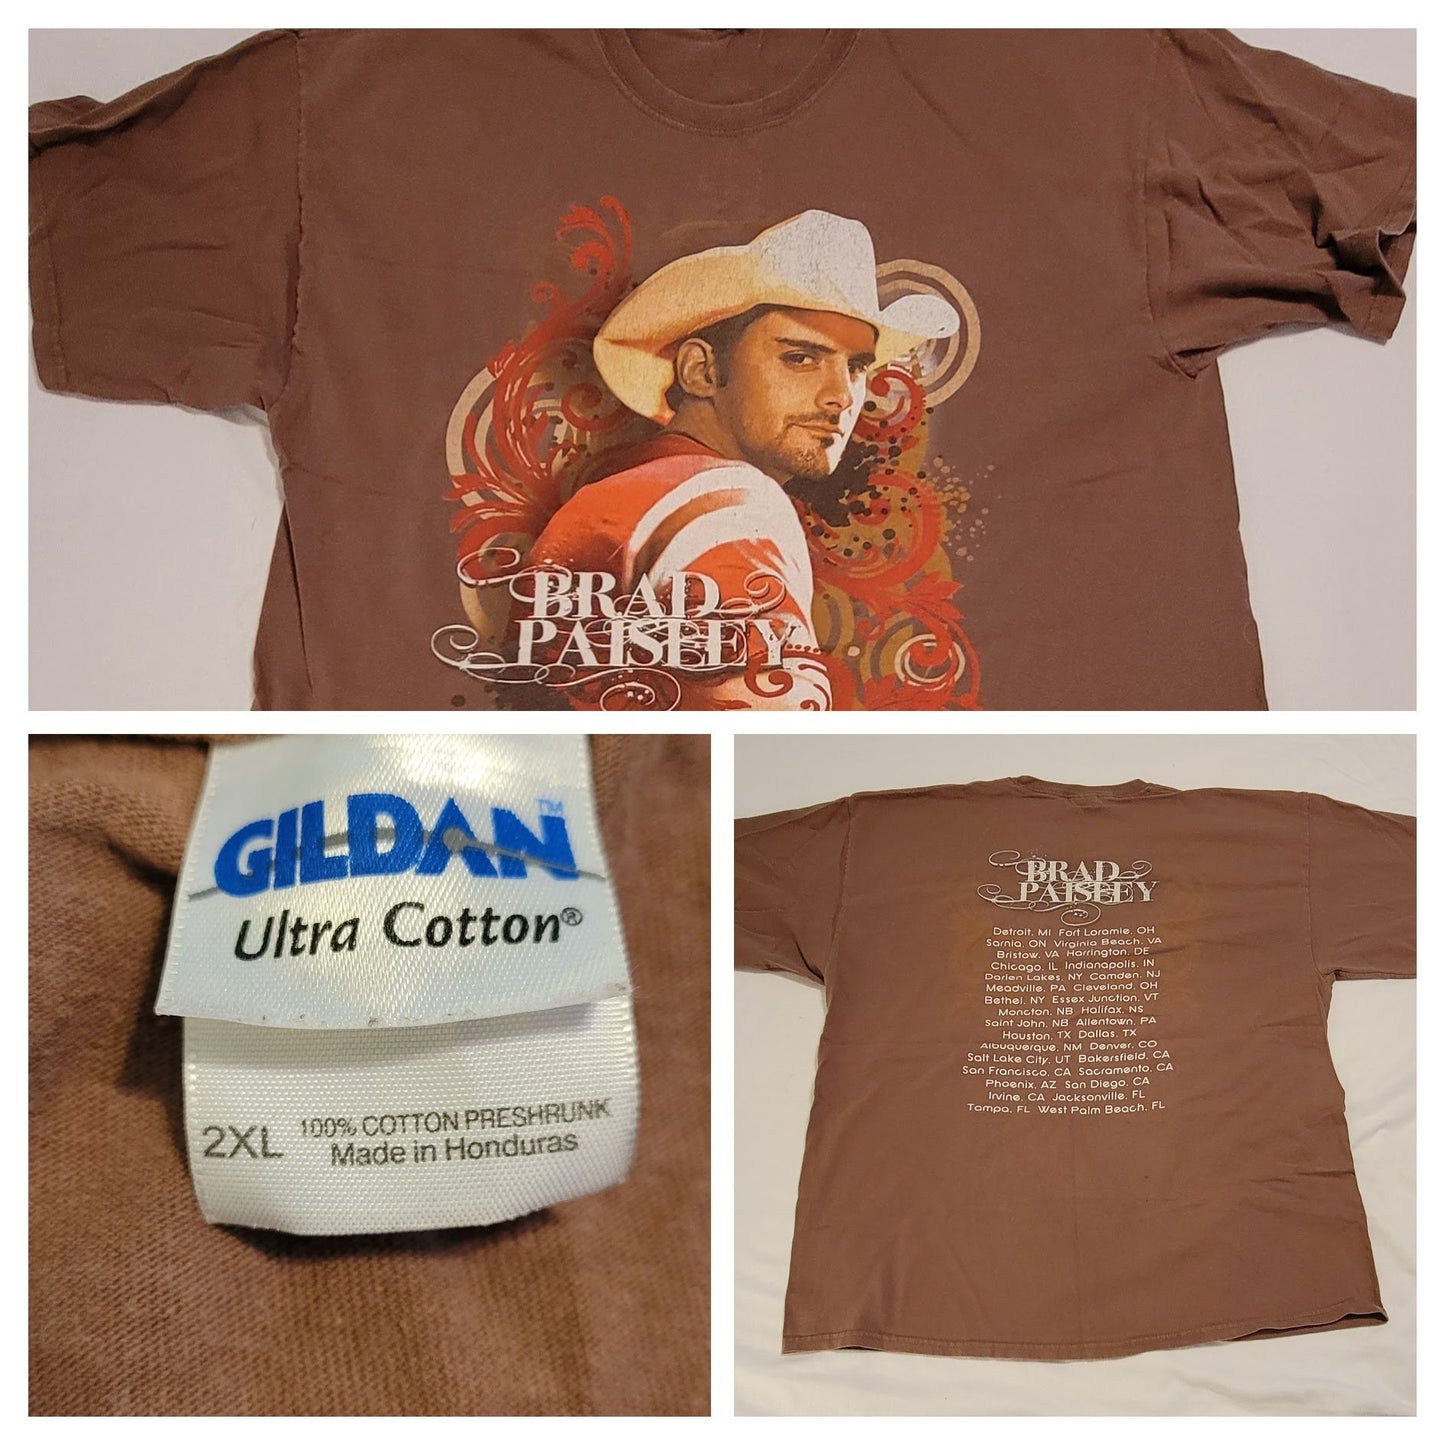 BRAD
PAISLEY
GILDAN™
Ultra Cotton®
2XL 100% COTTON PRESHRUNK
Made in Honduras
BRAD
PAISLEY
Detroit, MI Fort Loramie, OH
Sarnia, ON Virginia Beach, VA
Bristow, VA Harrington, DE
Chicago, IL Indianapolis, IN
Darien Lakes, NY Camden, NJ
Meadville, PA Cleveland, OH
Bethel, NY Essex Junction, VT
Moncton, NB Halifax, NS
Saint John, NB Allentown, PA
Houston, TX Dallas, TX
Albuquerque, NM Denver, CO
Salt Lake City, UT Bakersfield, CA
San Francisco, CA Sacramento, CA
Phoenix, AZ San Diego, CA
Irvine, CA Jacksonville, FL
Tampa, FL West Palm Beach, FL